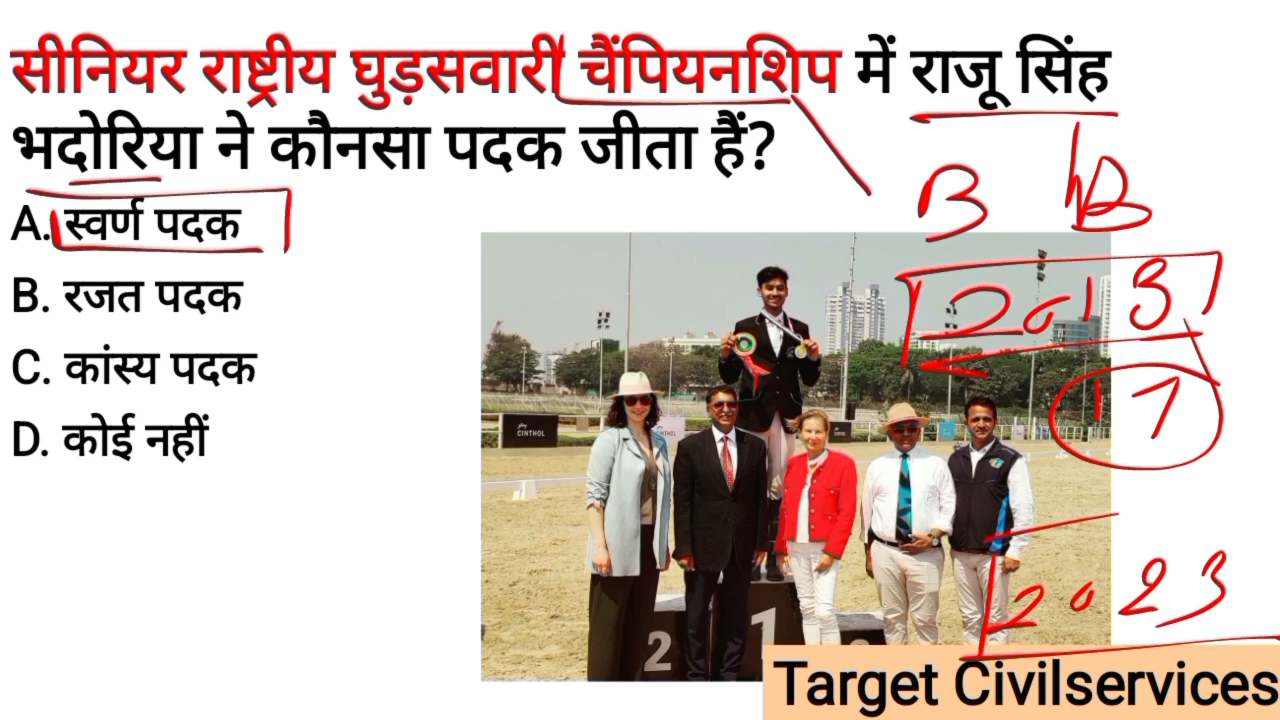 सीनियर राष्ट्रीय घुड़सवारी चैंपियनशिप में राजू सिंह
भदोरिया ने कौनसा पदक जीता हैं?
A. स्वर्ण पदक
B. रजत पदक
C. कांस्य पदक
D. कोई नहीं
B
B
2013
17
CINTHOL
2
1
2023
Target Civilservices